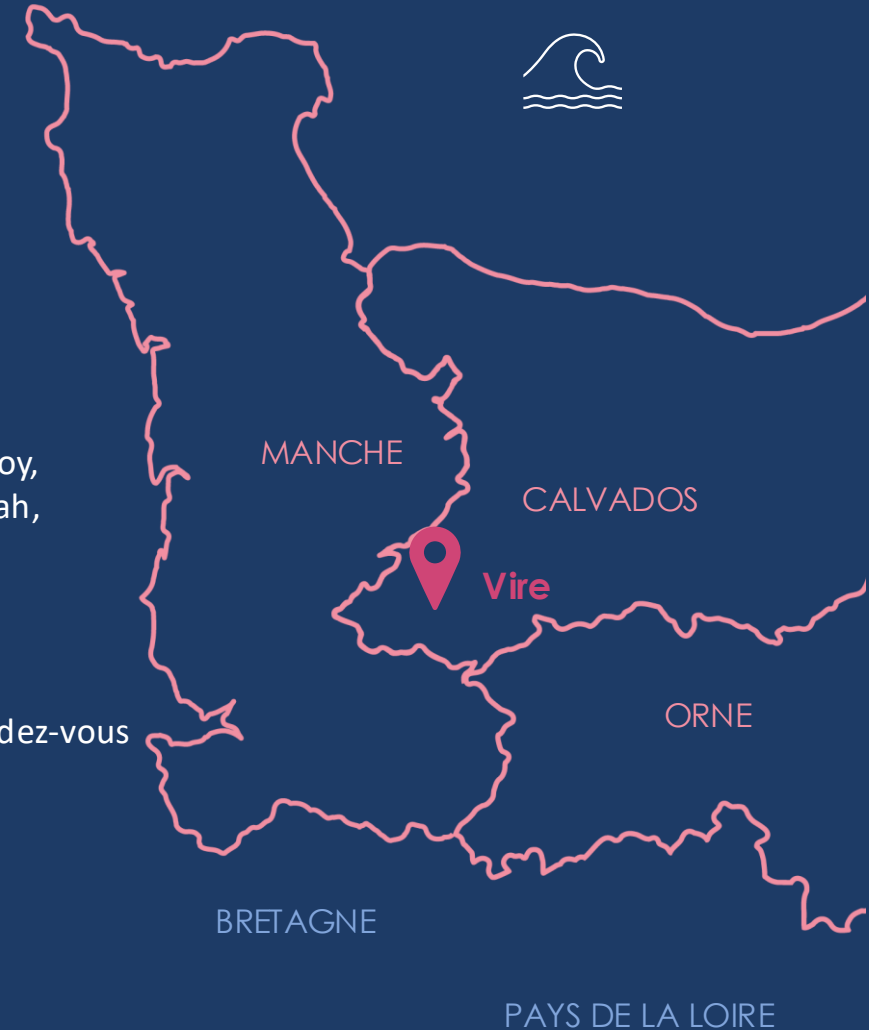 MANCHE
oy,
CALVADOS
ah,
Vire
ORNE
dez-vous
BRETAGNE
PAYS DE LA LOIRE